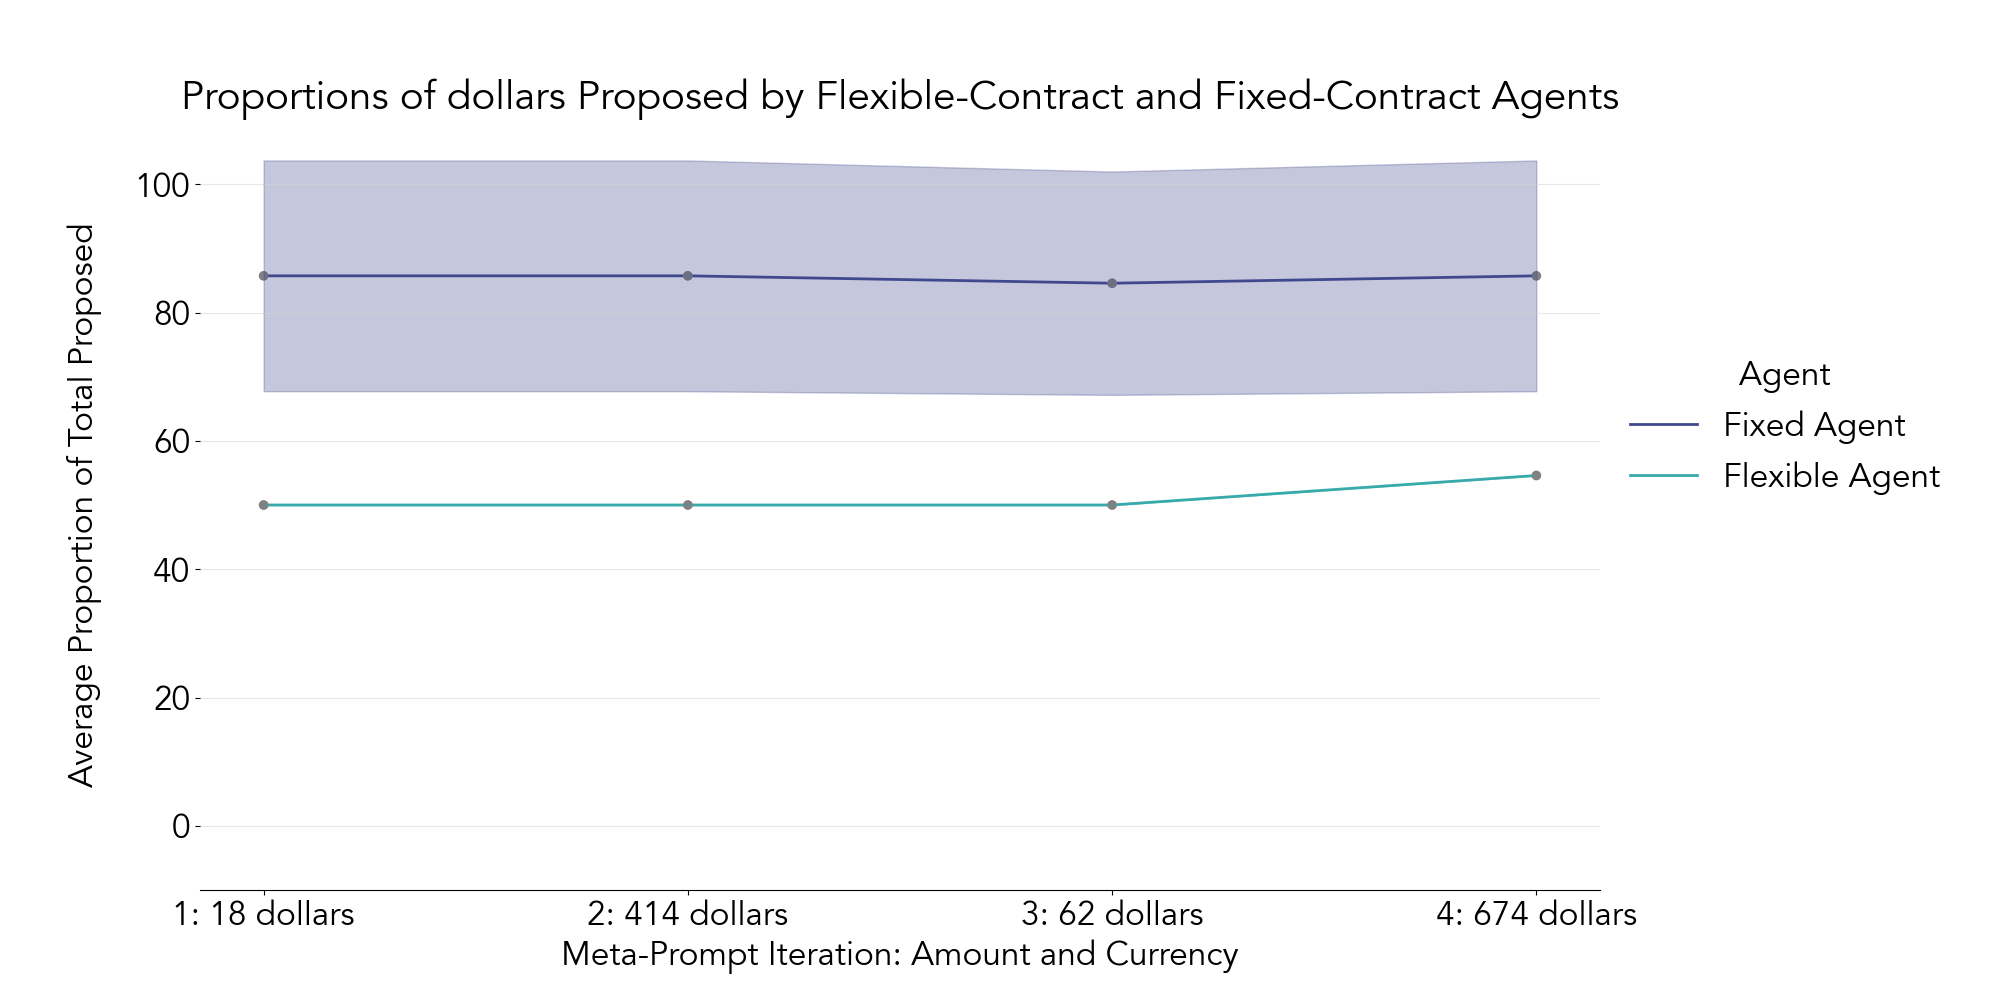 Proportions of dollars Proposed by Flexible-Contract and Fixed-Contract Agents
Average Proportion of Total Proposed
100
80
60
40
20
0
1: 18 dollars
2: 414 dollars
3: 62 dollars
4: 674 dollars
Meta-Prompt Iteration: Amount and Currency
Agent
Fixed Agent
Flexible Agent